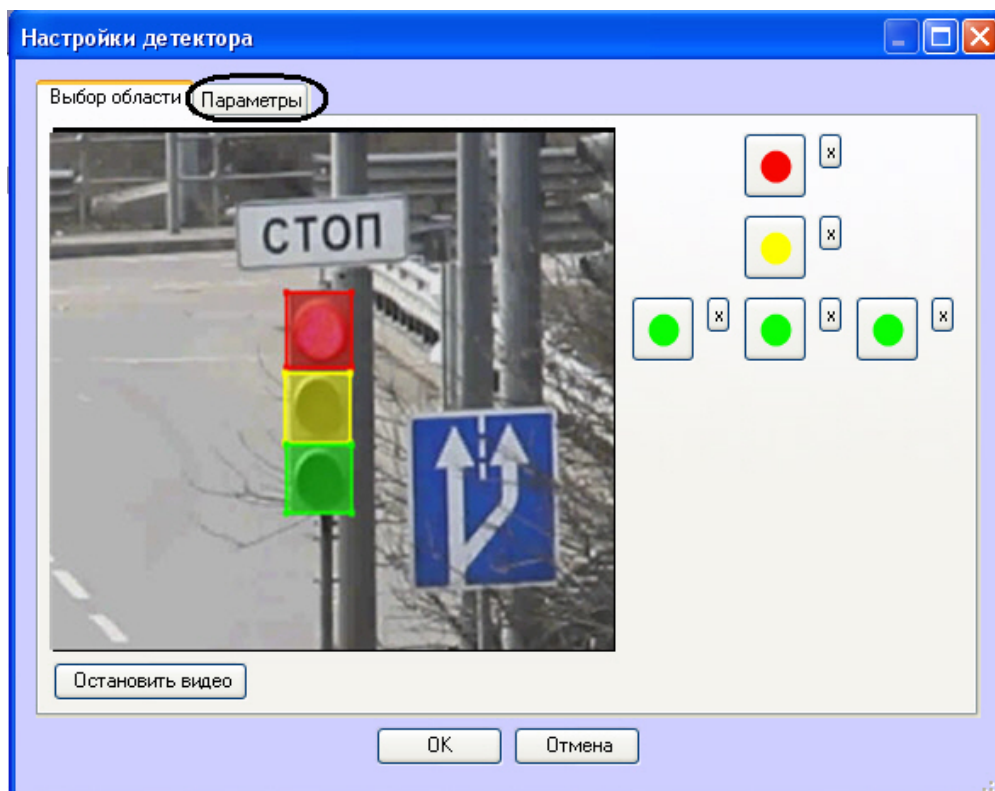 Настройки детектора
Выбор области
Параметры
СТОП
x
x
x
x
x
Остановить видео
OK
Отмена